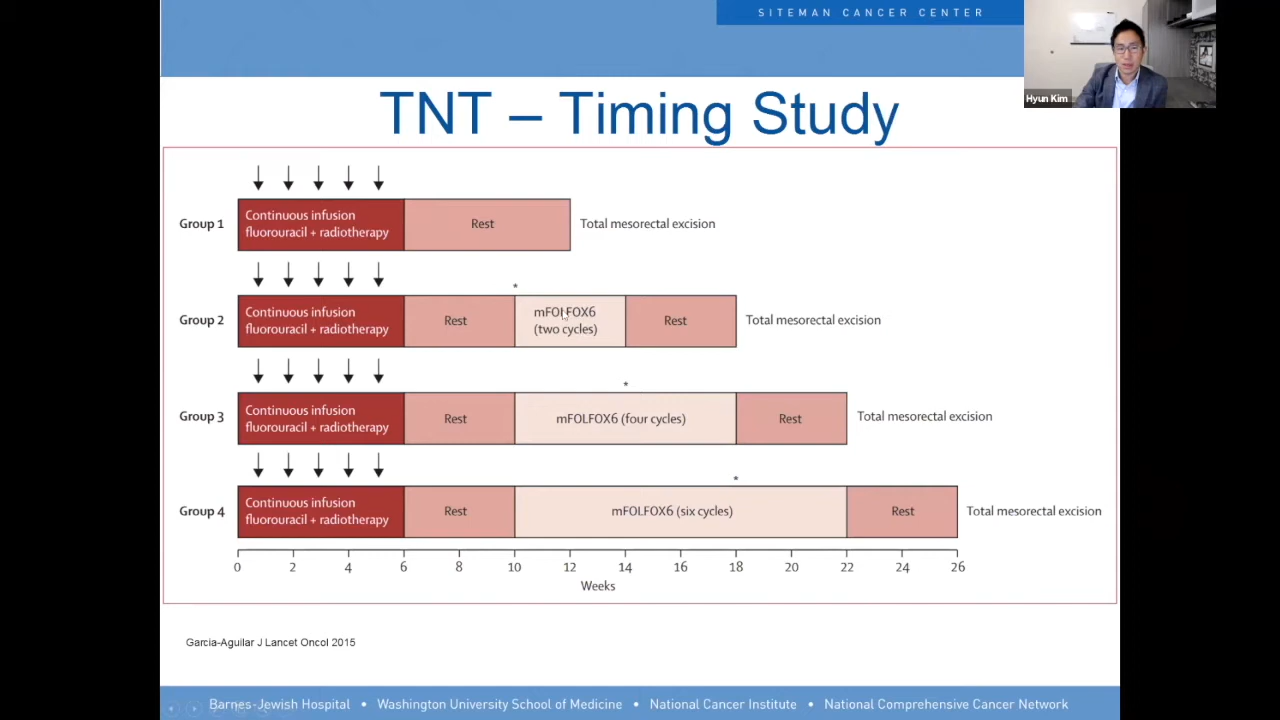 SITEMAN CANCER CENTER
Hyun Kim
TNT – Timing Study
Group 1
Continuous infusion
fluorouracil + radiotherapy
Rest
Total mesorectal excision
*
Group 2
Continuous infusion
fluorouracil + radiotherapy
Rest
mFOLFOX6
(two cycles)
Rest
Total mesorectal excision
*
Group 3
Continuous infusion
fluorouracil + radiotherapy
Rest
mFOLFOX6 (four cycles)
Rest
Total mesorectal excision
*
Group 4
Continuous infusion
fluorouracil + radiotherapy
Rest
mFOLFOX6 (six cycles)
Rest
Total mesorectal excision
0 2 4 6 8 10 12 14 16 18 20 22 24 26
Weeks
Garcia-Aguilar J Lancet Oncol 2015
Barnes-Jewish Hospital • Washington University School of Medicine • National Cancer Institute • National Comprehensive Cancer Network